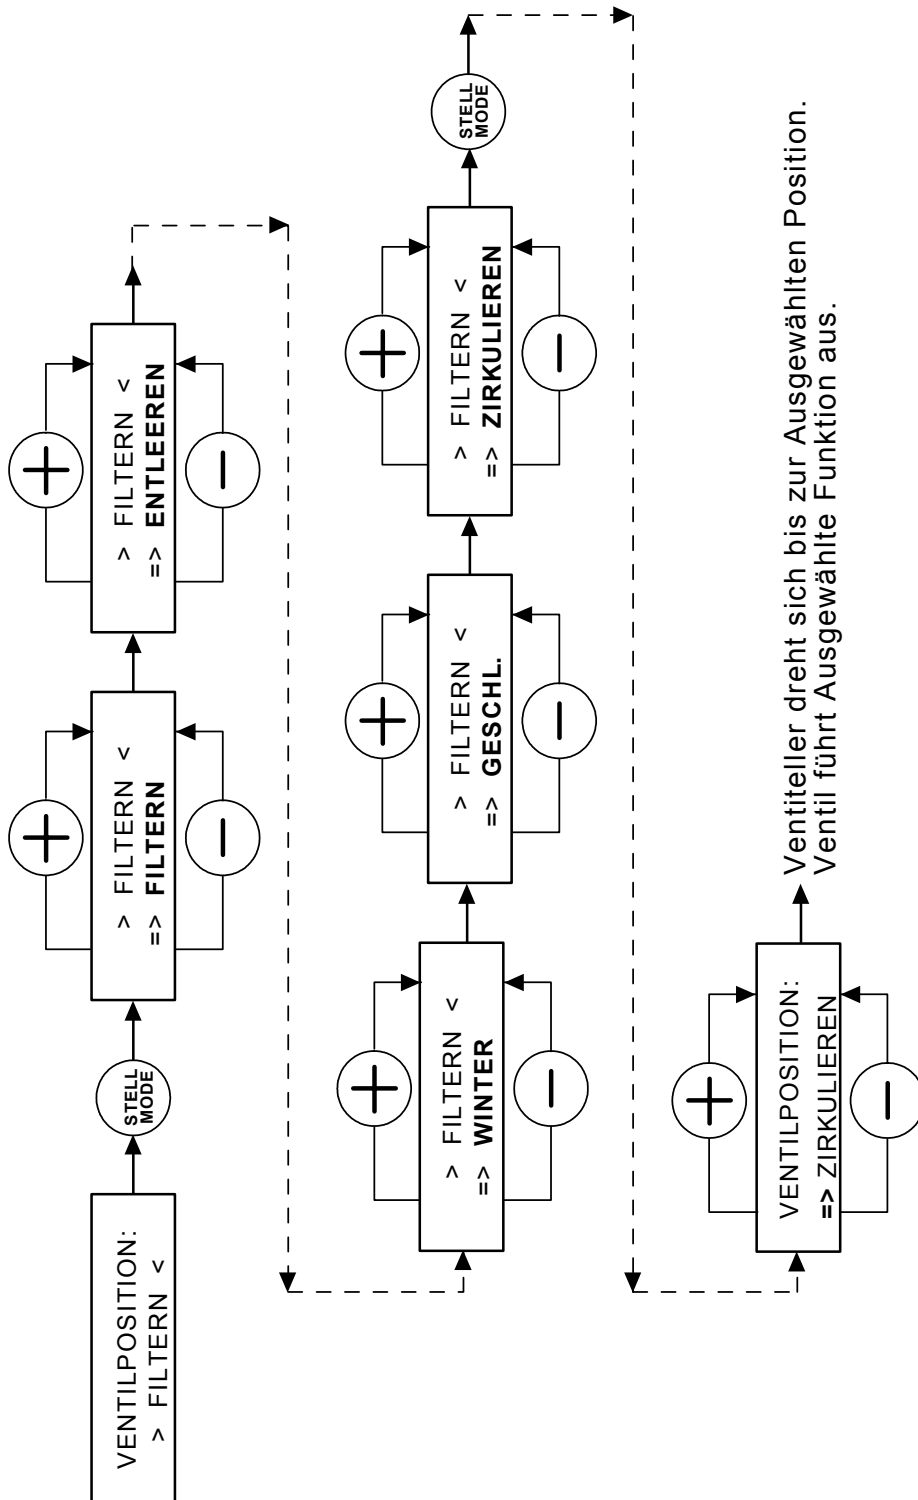 VENTILPOSITION:
> FILTERN <
STELL
MODE
+
> FILTERN <
=> FILTERN
−
+
> FILTERN <
=> ENTLEEREN
−
+
> FILTERN <
=> WINTER
−
+
> FILTERN <
=> GESCHL.
−
+
> FILTERN <
=> ZIRKULIEREN
−
STELL
MODE
+
VENTILPOSITION:
=> ZIRKULIEREN
−
Ventiteller dreht sich bis zur Ausgewählten Position.
Ventil führt Ausgewählte Funktion aus.